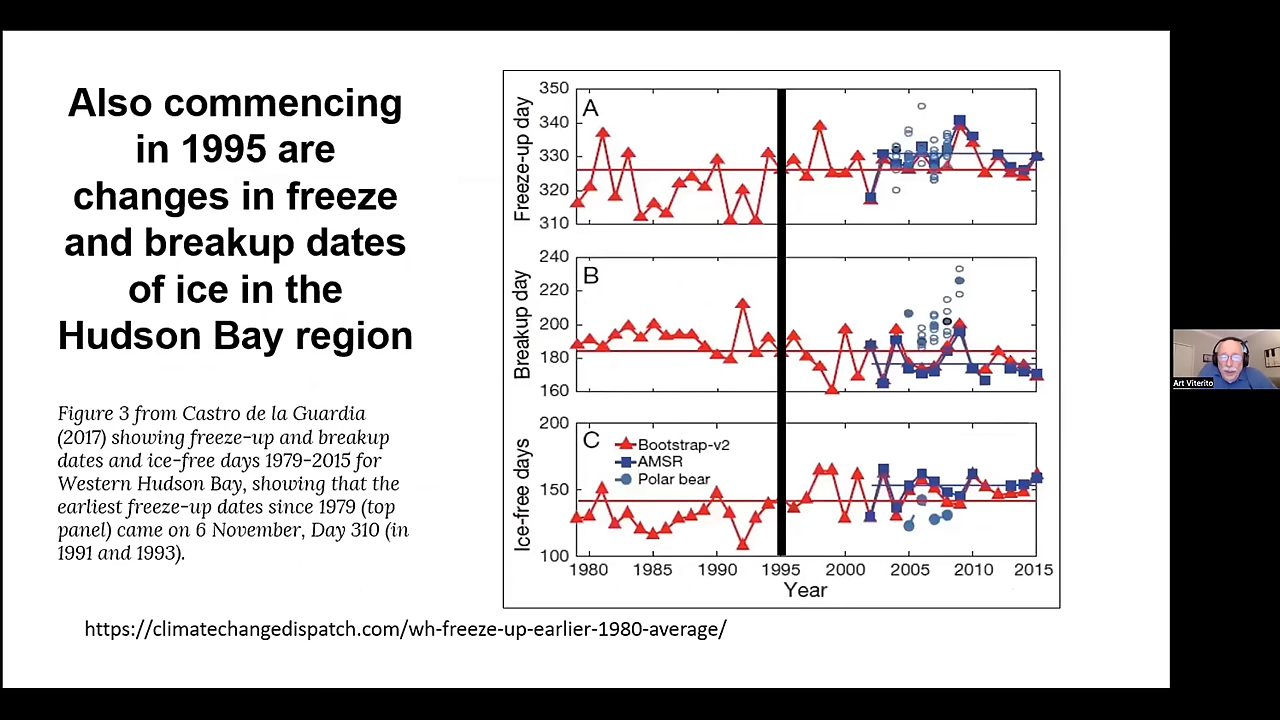 Also commencing
in 1995 are
changes in freeze
and breakup dates
of ice in the
Hudson Bay region
Figure 3 from Castro de la Guardia
(2017) showing freeze-up and breakup
dates and ice-free days 1979-2015 for
Western Hudson Bay, showing that the
earliest freeze-up dates since 1979 (top
panel) came on 6 November, Day 310 (in
1991 and 1993).
https://climatechangedispatch.com/wh-freeze-up-earlier-1980-average/
A
Freeze-up day
350
340
330
320
310
B
Breakup day
240
220
200
180
160
C
Ice-free days
200
150
100
Bootstrap-v2
AMSR
Polar bear
1980 1985 1990 1995 2000 2005 2010 2015
Year
Art Viterito